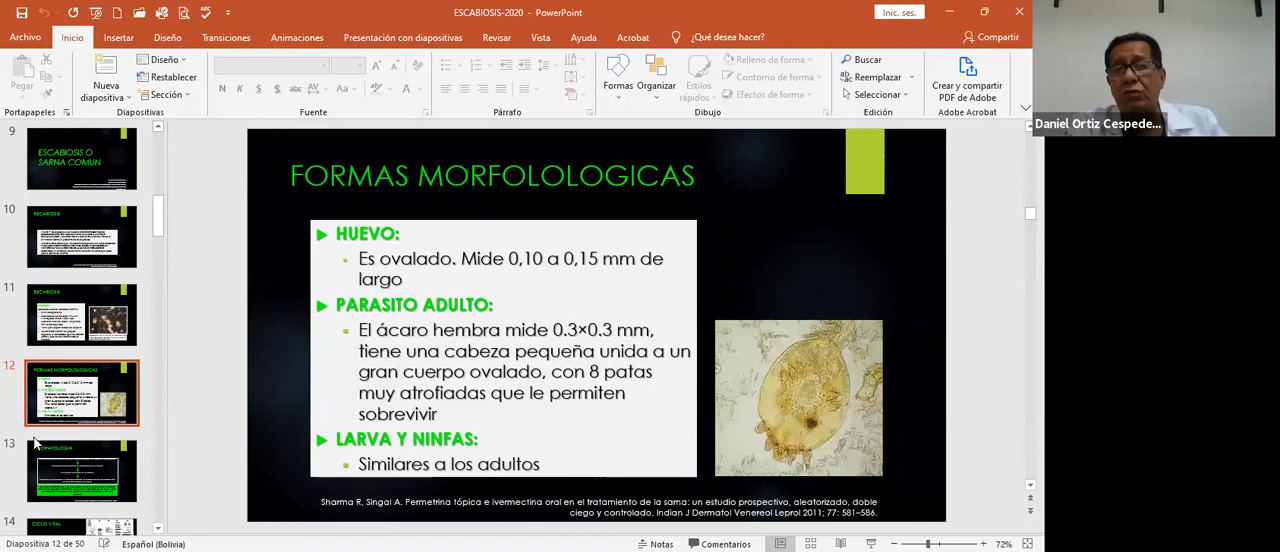 ESCABIOSIS-2020 - PowerPoint
Inic. ses.
Archivo Inicio Insertar Diseño Transiciones Animaciones Presentación con diapositivas Revisar Vista Ayuda Acrobat ¿Qué desea hacer? Compartir
Pegar
Nueva diapositiva
Diseño
Restablecer
Sección
Formas
Organizar
Estilos rápidos
Relleno de forma
Contorno de forma
Efectos de forma
Buscar
Reemplazar
Seleccionar
Crear y compartir PDF de Adobe
Portapapeles Diapositivas Fuente Párrafo Dibujo Edición Adobe Acrobat
Daniel Ortiz Cespede...
9
ESCABIOSIS O
SARNA COMUN
10
ESCABIOSIS
11
ESCABIOSIS
12
FORMAS MORFOLOLOGICAS
13
14
CICLO VITAL
FORMAS MORFOLOLOGICAS
HUEVO:
Es ovalado. Mide 0,10 a 0,15 mm de
largo
PARASITO ADULTO:
El ácaro hembra mide 0.3×0.3 mm,
tiene una cabeza pequeña unida a un
gran cuerpo ovalado, con 8 patas
muy atrofiadas que le permiten
sobrevivir
LARVA Y NINFAS:
Similares a los adultos
Sharma R, Singal A. Permetrina tópica e ivermectina oral en el tratamiento de la sarna: un estudio prospectivo, aleatorizado, doble
ciego y controlado. Indian J Dermatol Venereol Leprol 2011; 77: 581–586.
Diapositiva 12 de 50 Español (Bolivia) Notas Comentarios 72%